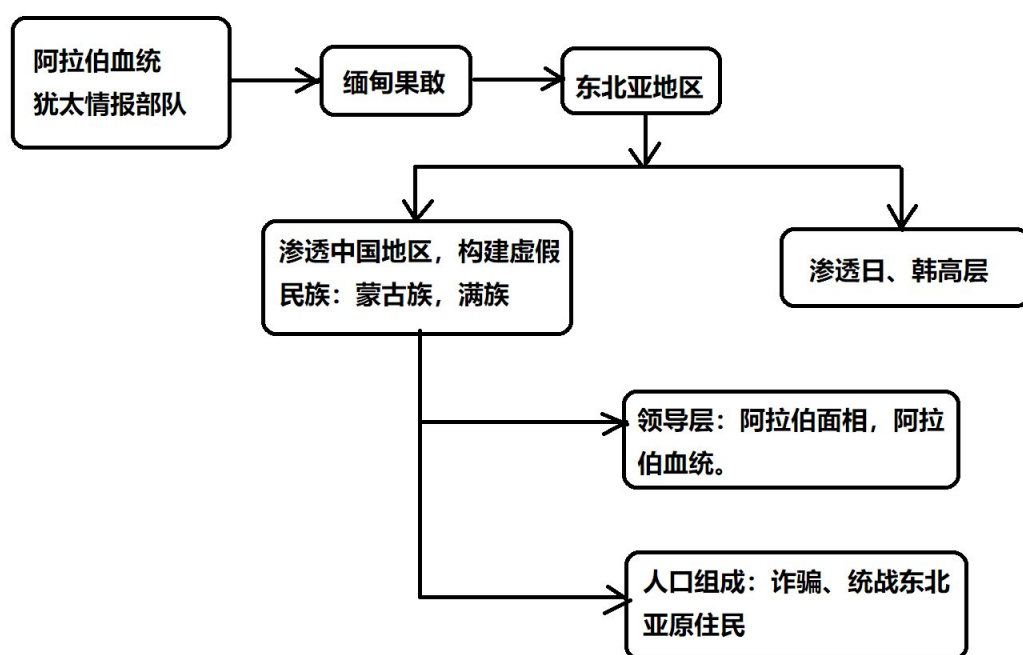 阿拉伯血统
犹太情报部队
缅甸果敢
东北亚地区
渗透中国地区，构建虚假
民族：蒙古族，满族
渗透日、韩高层
领导层：阿拉伯面相，阿拉
伯血统。
人口组成：诈骗、统战东北
亚原住民